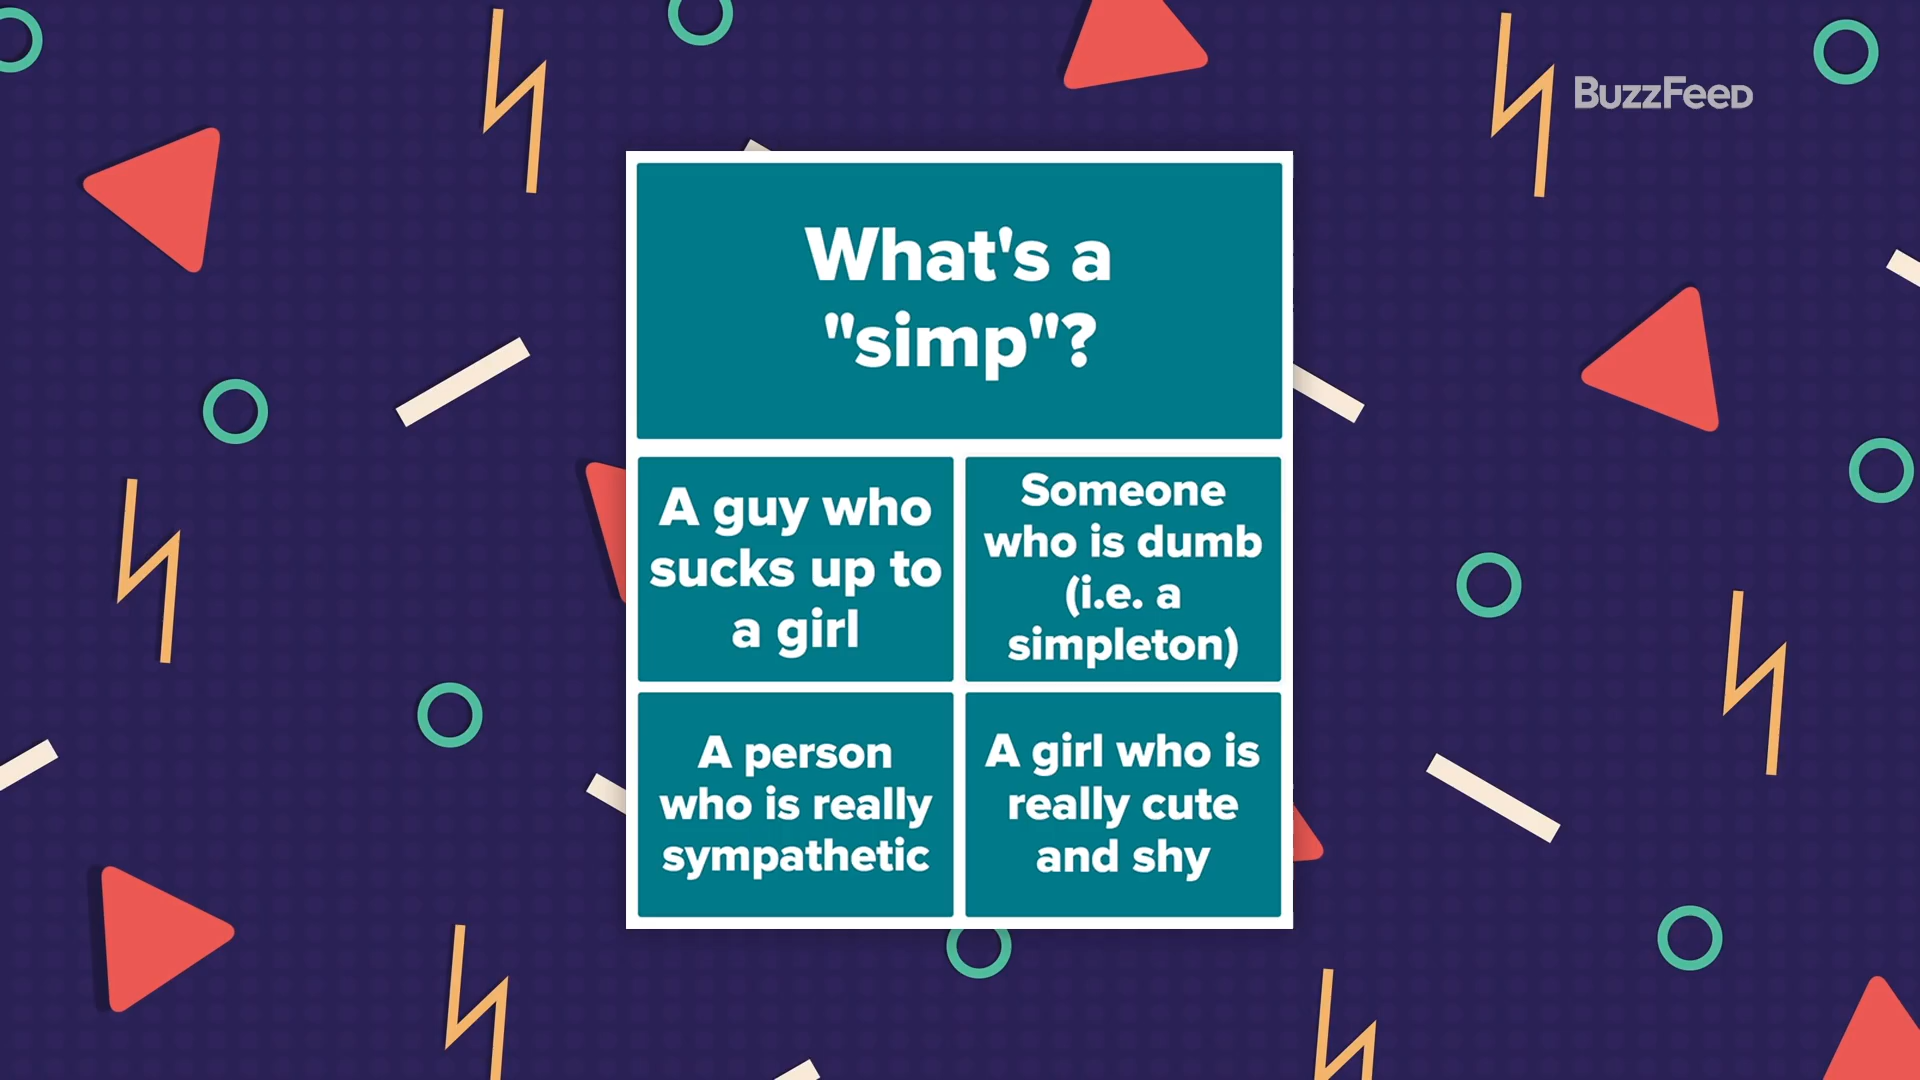 BuzzFeed
What's a
"simp"?
A guy who
sucks up to
a girl
Someone
who is dumb
(i.e. a
simpleton)
A person
who is really
sympathetic
A girl who is
really cute
and shy